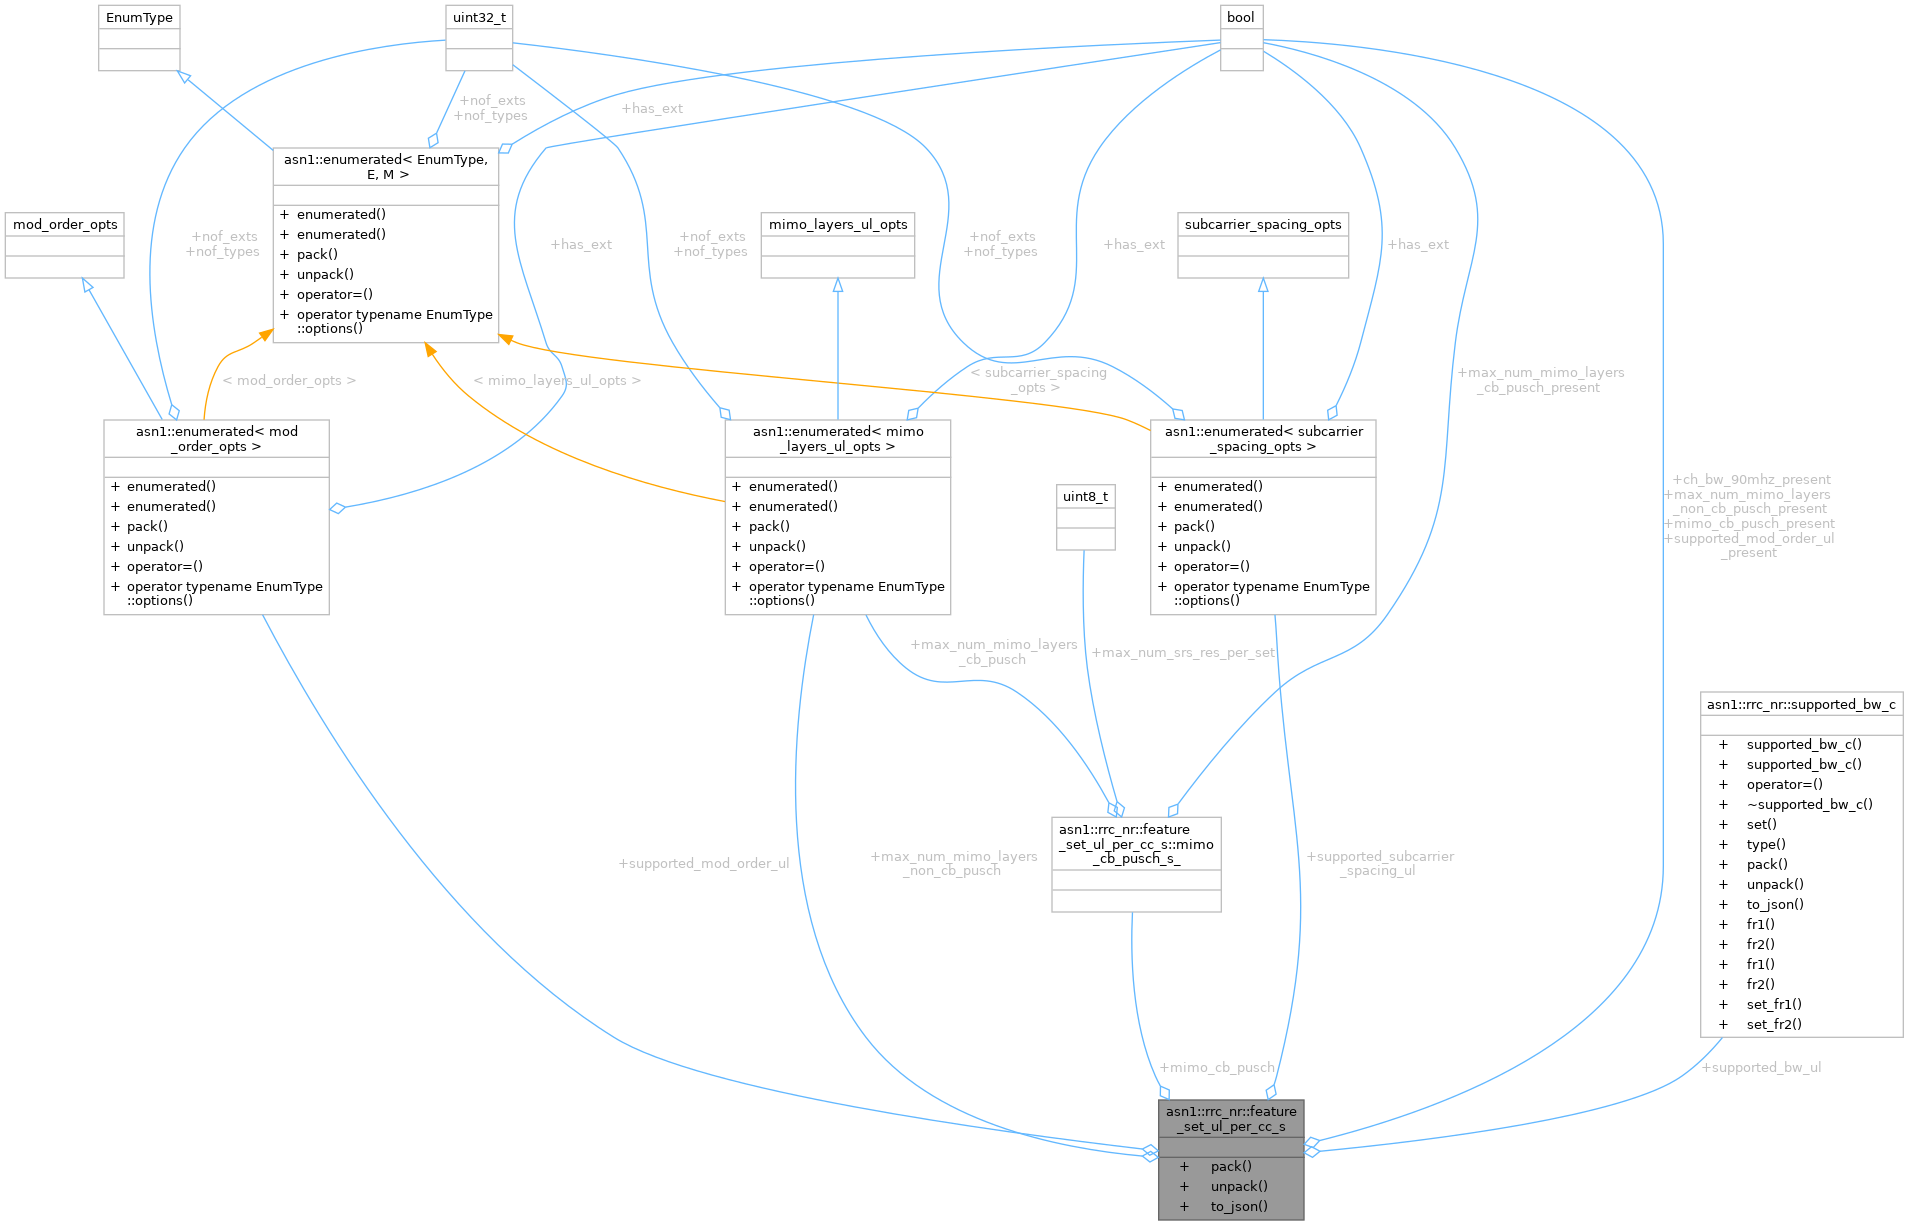 EnumType
uint32_t
bool
+nof_exts
+nof_types
+has_ext
asn1::enumerated< EnumType,
E, M >
+ enumerated()
+ enumerated()
+ pack()
+ unpack()
+ operator=()
+ operator typename EnumType
::options()
mod_order_opts
+nof_exts
+nof_types
+has_ext
+nof_exts
+nof_types
mimo_layers_ul_opts
+nof_exts
+nof_types
+has_ext
subcarrier_spacing_opts
+has_ext
< mod_order_opts >
< mimo_layers_ul_opts >
< subcarrier_spacing
_opts >
+max_num_mimo_layers
_cb_pusch_present
asn1::enumerated< mod
_order_opts >
+ enumerated()
+ enumerated()
+ pack()
+ unpack()
+ operator=()
+ operator typename EnumType
::options()
asn1::enumerated< mimo
_layers_ul_opts >
+ enumerated()
+ enumerated()
+ pack()
+ unpack()
+ operator=()
+ operator typename EnumType
::options()
uint8_t
asn1::enumerated< subcarrier
_spacing_opts >
+ enumerated()
+ enumerated()
+ pack()
+ unpack()
+ operator=()
+ operator typename EnumType
::options()
+ch_bw_90mhz_present
+max_num_mimo_layers
_non_cb_pusch_present
+mimo_cb_pusch_present
+supported_mod_order_ul
_present
+max_num_mimo_layers
_cb_pusch
+max_num_srs_res_per_set
asn1::rrc_nr::supported_bw_c
+ supported_bw_c()
+ supported_bw_c()
+ operator=()
+ ~supported_bw_c()
+ set()
+ type()
+ pack()
+ unpack()
+ to_json()
+ fr1()
+ fr2()
+ fr1()
+ fr2()
+ set_fr1()
+ set_fr2()
+supported_mod_order_ul
+max_num_mimo_layers
_non_cb_pusch
asn1::rrc_nr::feature
_set_ul_per_cc_s::mimo
_cb_pusch_s_
+supported_subcarrier
_spacing_ul
+mimo_cb_pusch
+supported_bw_ul
asn1::rrc_nr::feature
_set_ul_per_cc_s
+ pack()
+ unpack()
+ to_json()